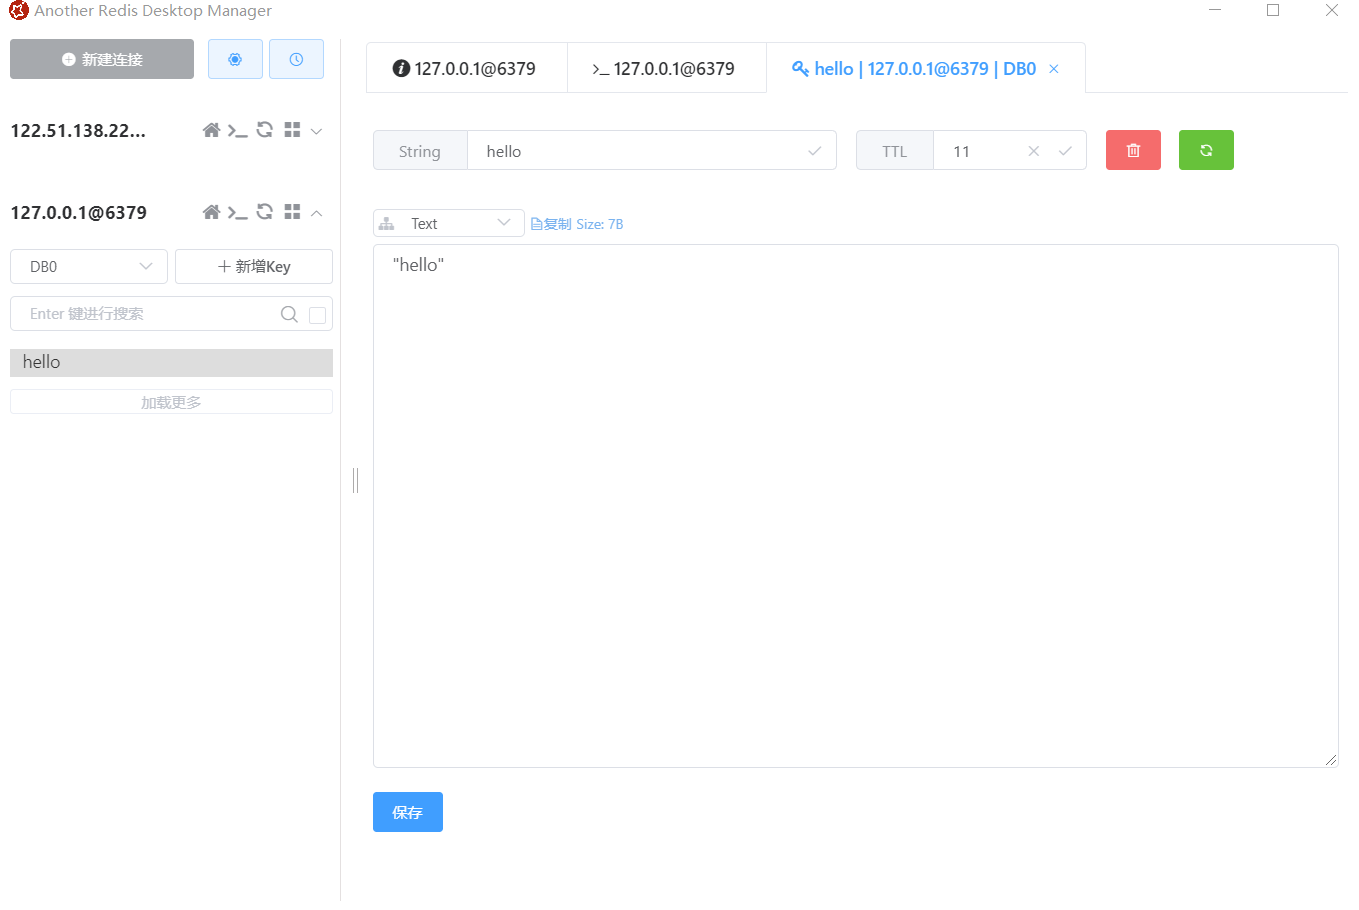 Another Redis Desktop Manager
新建连接
122.51.138.22...
127.0.0.1@6379
DB0
新增Key
Enter 键进行搜索
hello
加载更多
127.0.0.1@6379
>_ 127.0.0.1@6379
hello | 127.0.0.1@6379 | DB0
String hello TTL 11
Text 复制 Size: 7B
"hello"
保存